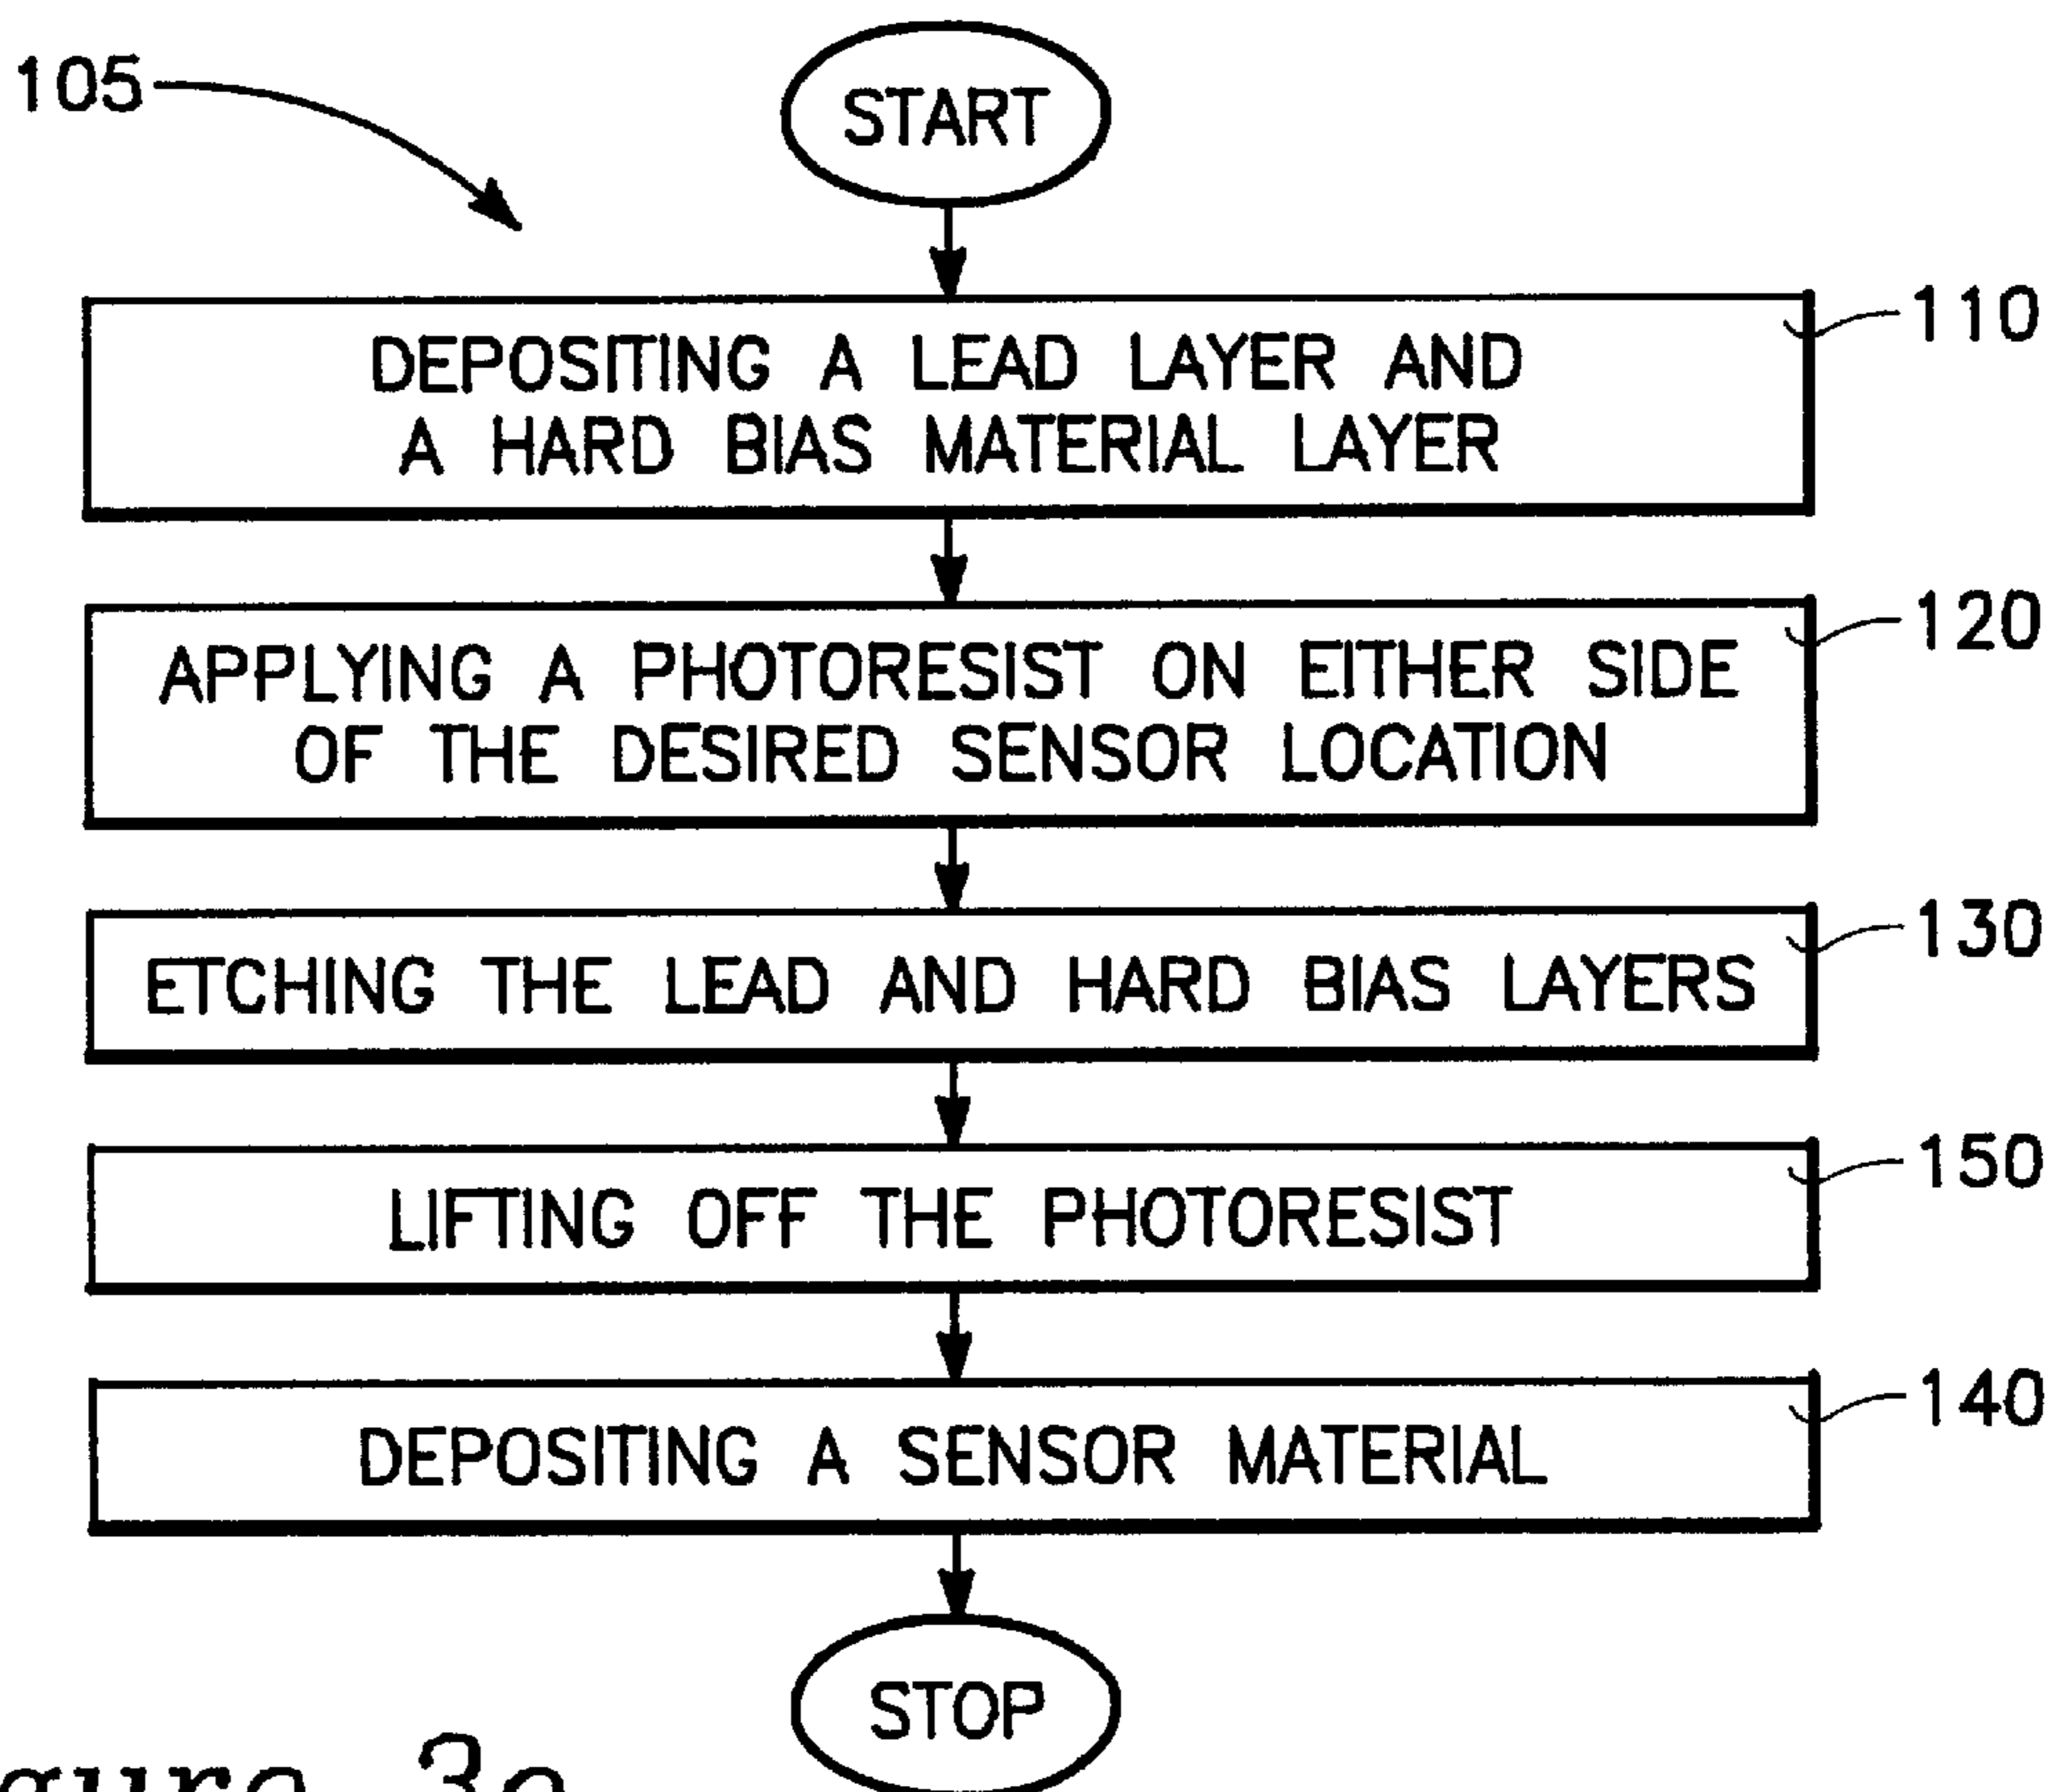 105
START
110
DEPOSITING A LEAD LAYER AND
A HARD BIAS MATERIAL LAYER
120
APPLYING A PHOTORESIST ON EITHER SIDE
OF THE DESIRED SENSOR LOCATION
130
ETCHING THE LEAD AND HARD BIAS LAYERS
150
LIFTING OFF THE PHOTORESIST
140
DEPOSITING A SENSOR MATERIAL
STOP